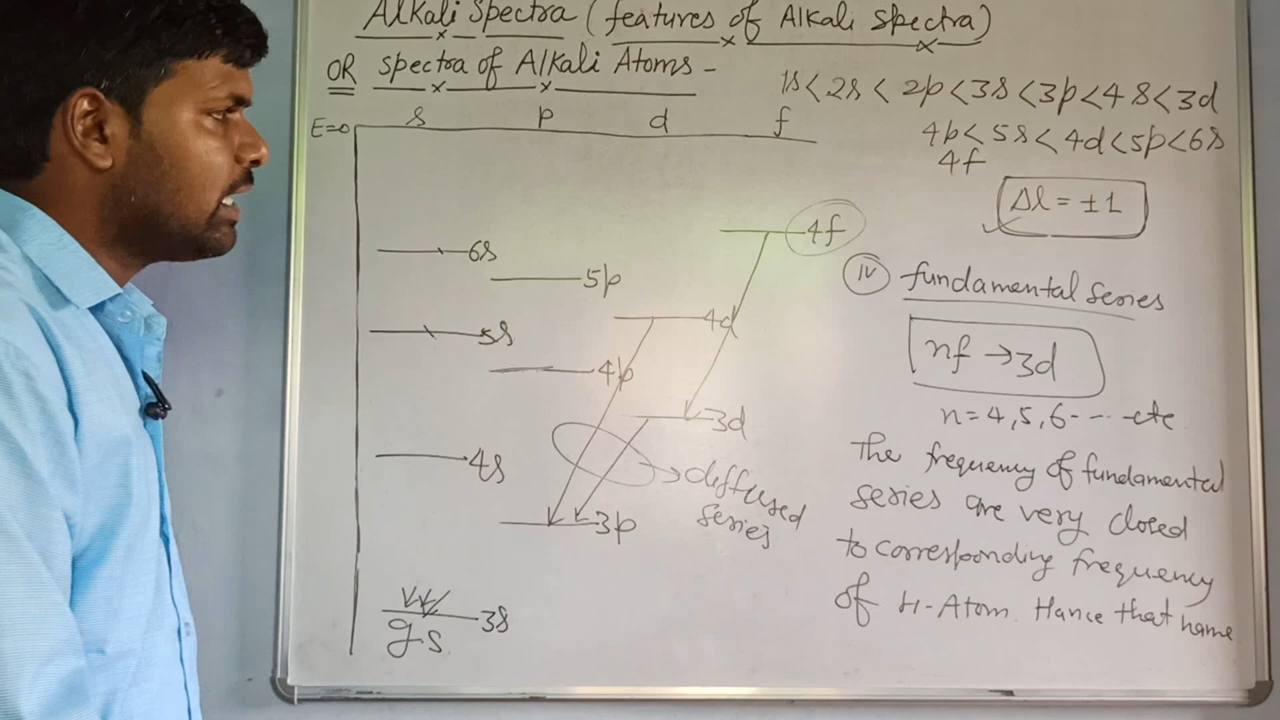 Alkali Spectra (features of Alkali Spectra)
OR spectra of Alkali Atoms -
1s < 2s < 2p < 3s < 3p < 4s < 3d
4p < 5s < 4d < 5p < 6s
4f
E=0 s p d f
Δl = ±1
4f
6s
5p
(iv) fundamental series
4d
5s
nf → 3d
4p
n = 4, 5, 6 - - - etc
3d
The frequency of fundamental
4s
diffused
series
series are very closed
3p
to corresponding frequency
of H-Atom. Hance that name
3s
g s.